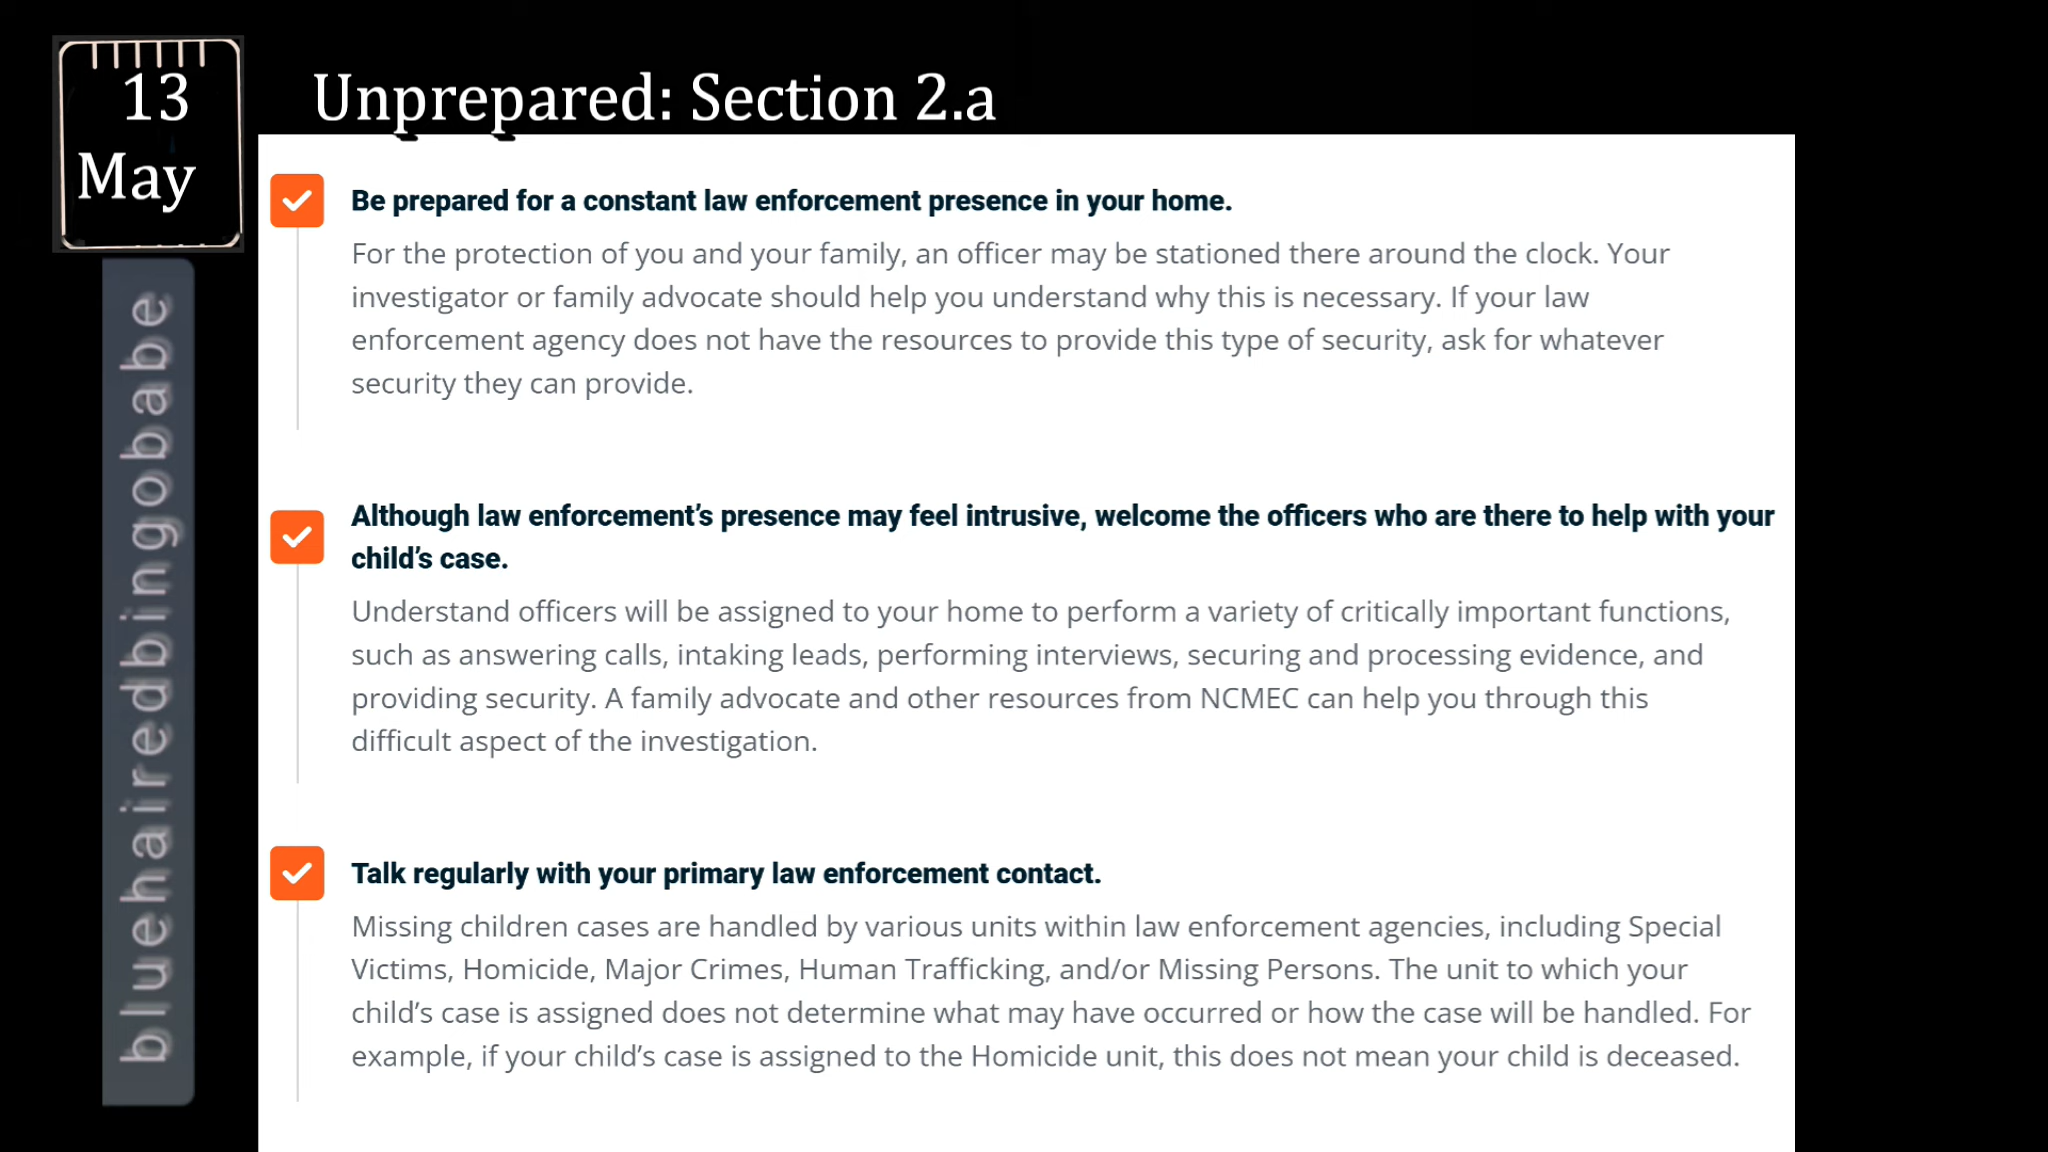 13
May
Unprepared: Section 2.a
bluehairedblingobabe
Be prepared for a constant law enforcement presence in your home.
For the protection of you and your family, an officer may be stationed there around the clock. Your
investigator or family advocate should help you understand why this is necessary. If your law
enforcement agency does not have the resources to provide this type of security, ask for whatever
security they can provide.
Although law enforcement’s presence may feel intrusive, welcome the officers who are there to help with your
child’s case.
Understand officers will be assigned to your home to perform a variety of critically important functions,
such as answering calls, intaking leads, performing interviews, securing and processing evidence, and
providing security. A family advocate and other resources from NCMEC can help you through this
difficult aspect of the investigation.
Talk regularly with your primary law enforcement contact.
Missing children cases are handled by various units within law enforcement agencies, including Special
Victims, Homicide, Major Crimes, Human Trafficking, and/or Missing Persons. The unit to which your
child’s case is assigned does not determine what may have occurred or how the case will be handled. For
example, if your child’s case is assigned to the Homicide unit, this does not mean your child is deceased.